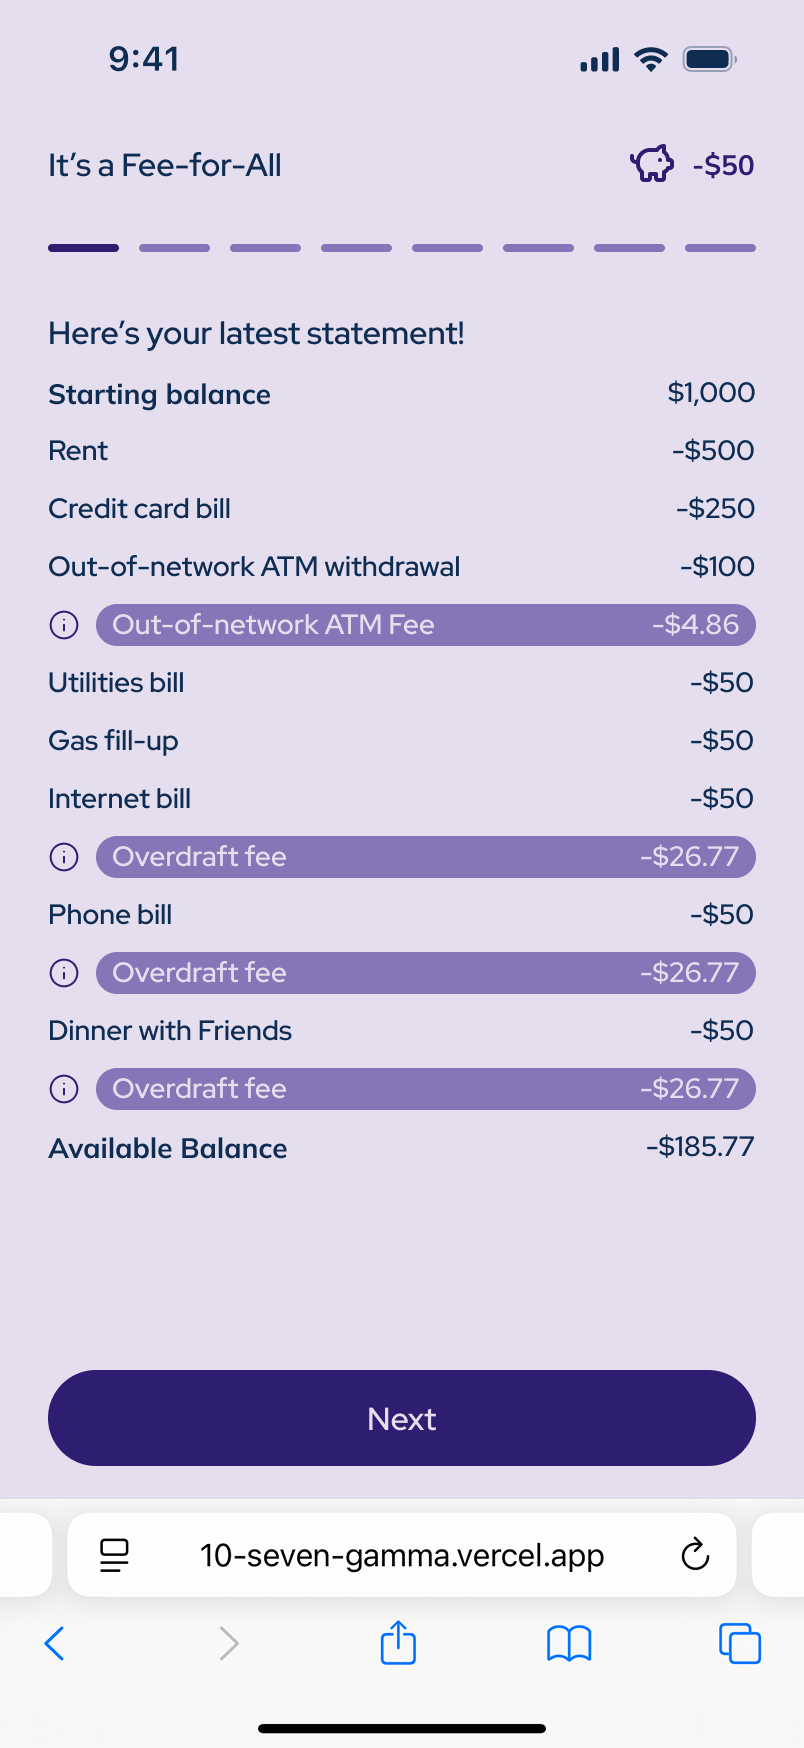 9:41
It’s a Fee-for-All -$50
Here’s your latest statement!
Starting balance $1,000
Rent -$500
Credit card bill -$250
Out-of-network ATM withdrawal -$100
Out-of-network ATM Fee -$4.86
Utilities bill -$50
Gas fill-up -$50
Internet bill -$50
Overdraft fee -$26.77
Phone bill -$50
Overdraft fee -$26.77
Dinner with Friends -$50
Overdraft fee -$26.77
Available Balance -$185.77
Next
10-seven-gamma.vercel.app